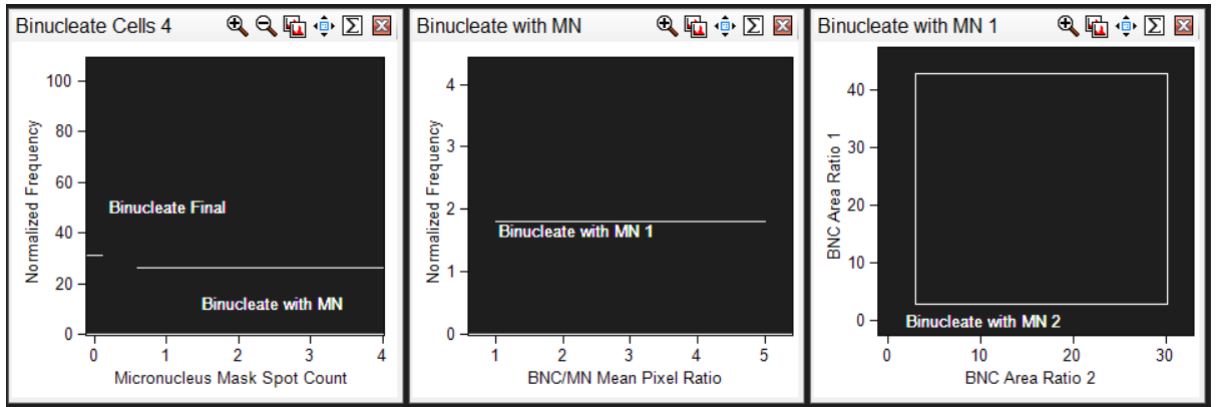 Binucleate Cells 4
Normalized Frequency
100
80
60
40
20
0
Binucleate Final
Binucleate with MN
0 1 2 3 4
Micronucleus Mask Spot Count
Binucleate with MN
Normalized Frequency
4
3
2
1
0
Binucleate with MN 1
1 2 3 4 5
BNC/MN Mean Pixel Ratio
Binucleate with MN 1
BNC Area Ratio 1
40
30
20
10
0
Binucleate with MN 2
0 10 20 30
BNC Area Ratio 2